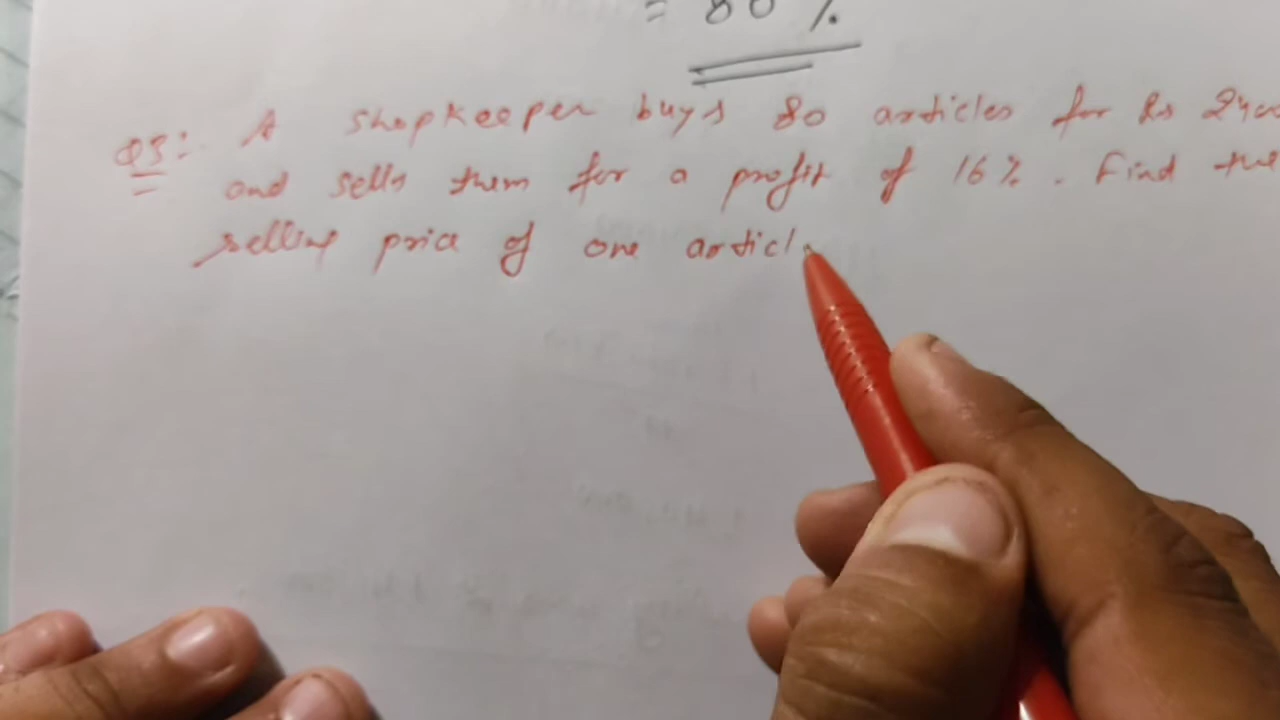 = 80 %
Q3:. A shopkeeper buys 80 articles for Rs 2400
and sells them for a profit of 16%. Find the
selling price of one articl